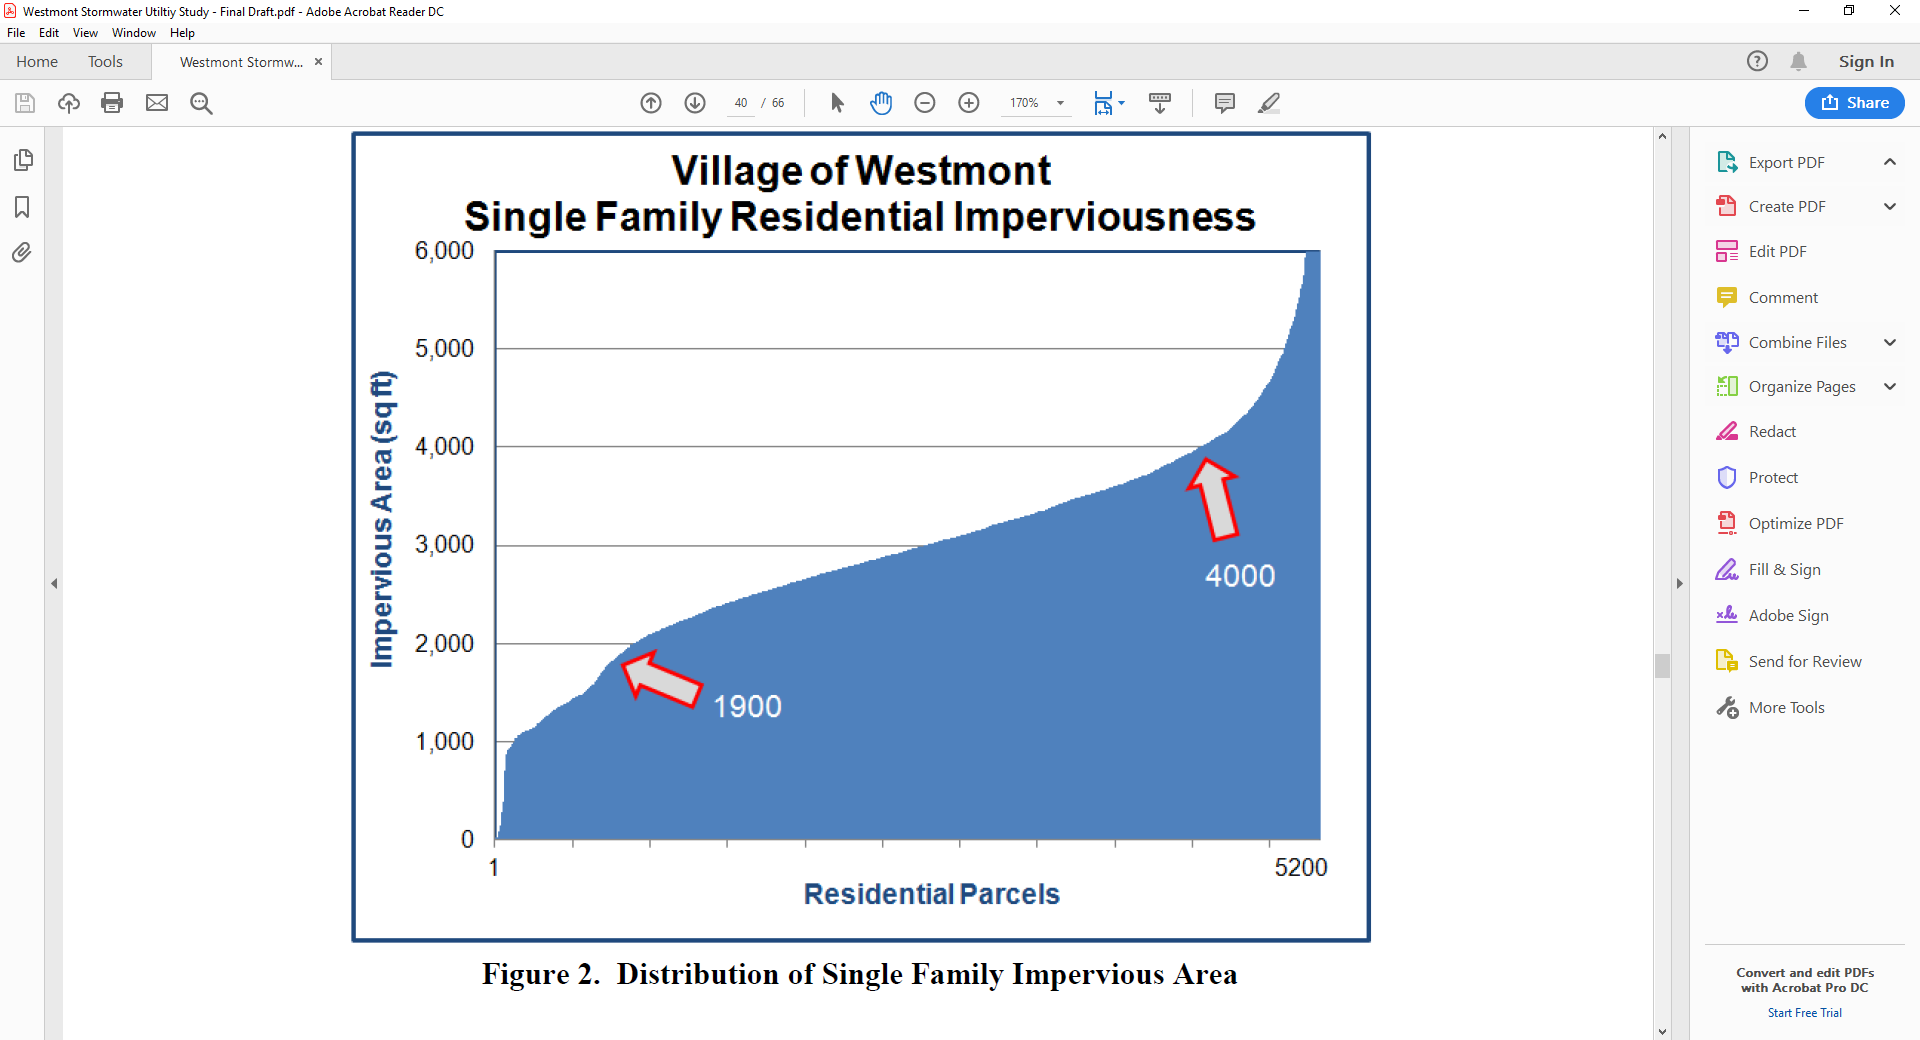 Westmont Stormwater Utiltiy Study - Final Draft.pdf - Adobe Acrobat Reader DC
File Edit View Window Help
Home Tools Westmont Stormw... × ? Sign In
40 / 66 170% Share
Village of Westmont
Single Family Residential Imperviousness
Impervious Area (sq ft)
6,000
5,000
4,000
3,000
2,000
1,000
0
4000
1900
1 5200
Residential Parcels
Figure 2. Distribution of Single Family Impervious Area
Export PDF
Create PDF
Edit PDF
Comment
Combine Files
Organize Pages
Redact
Protect
Optimize PDF
Fill & Sign
Adobe Sign
Send for Review
More Tools
Convert and edit PDFs
with Acrobat Pro DC
Start Free Trial